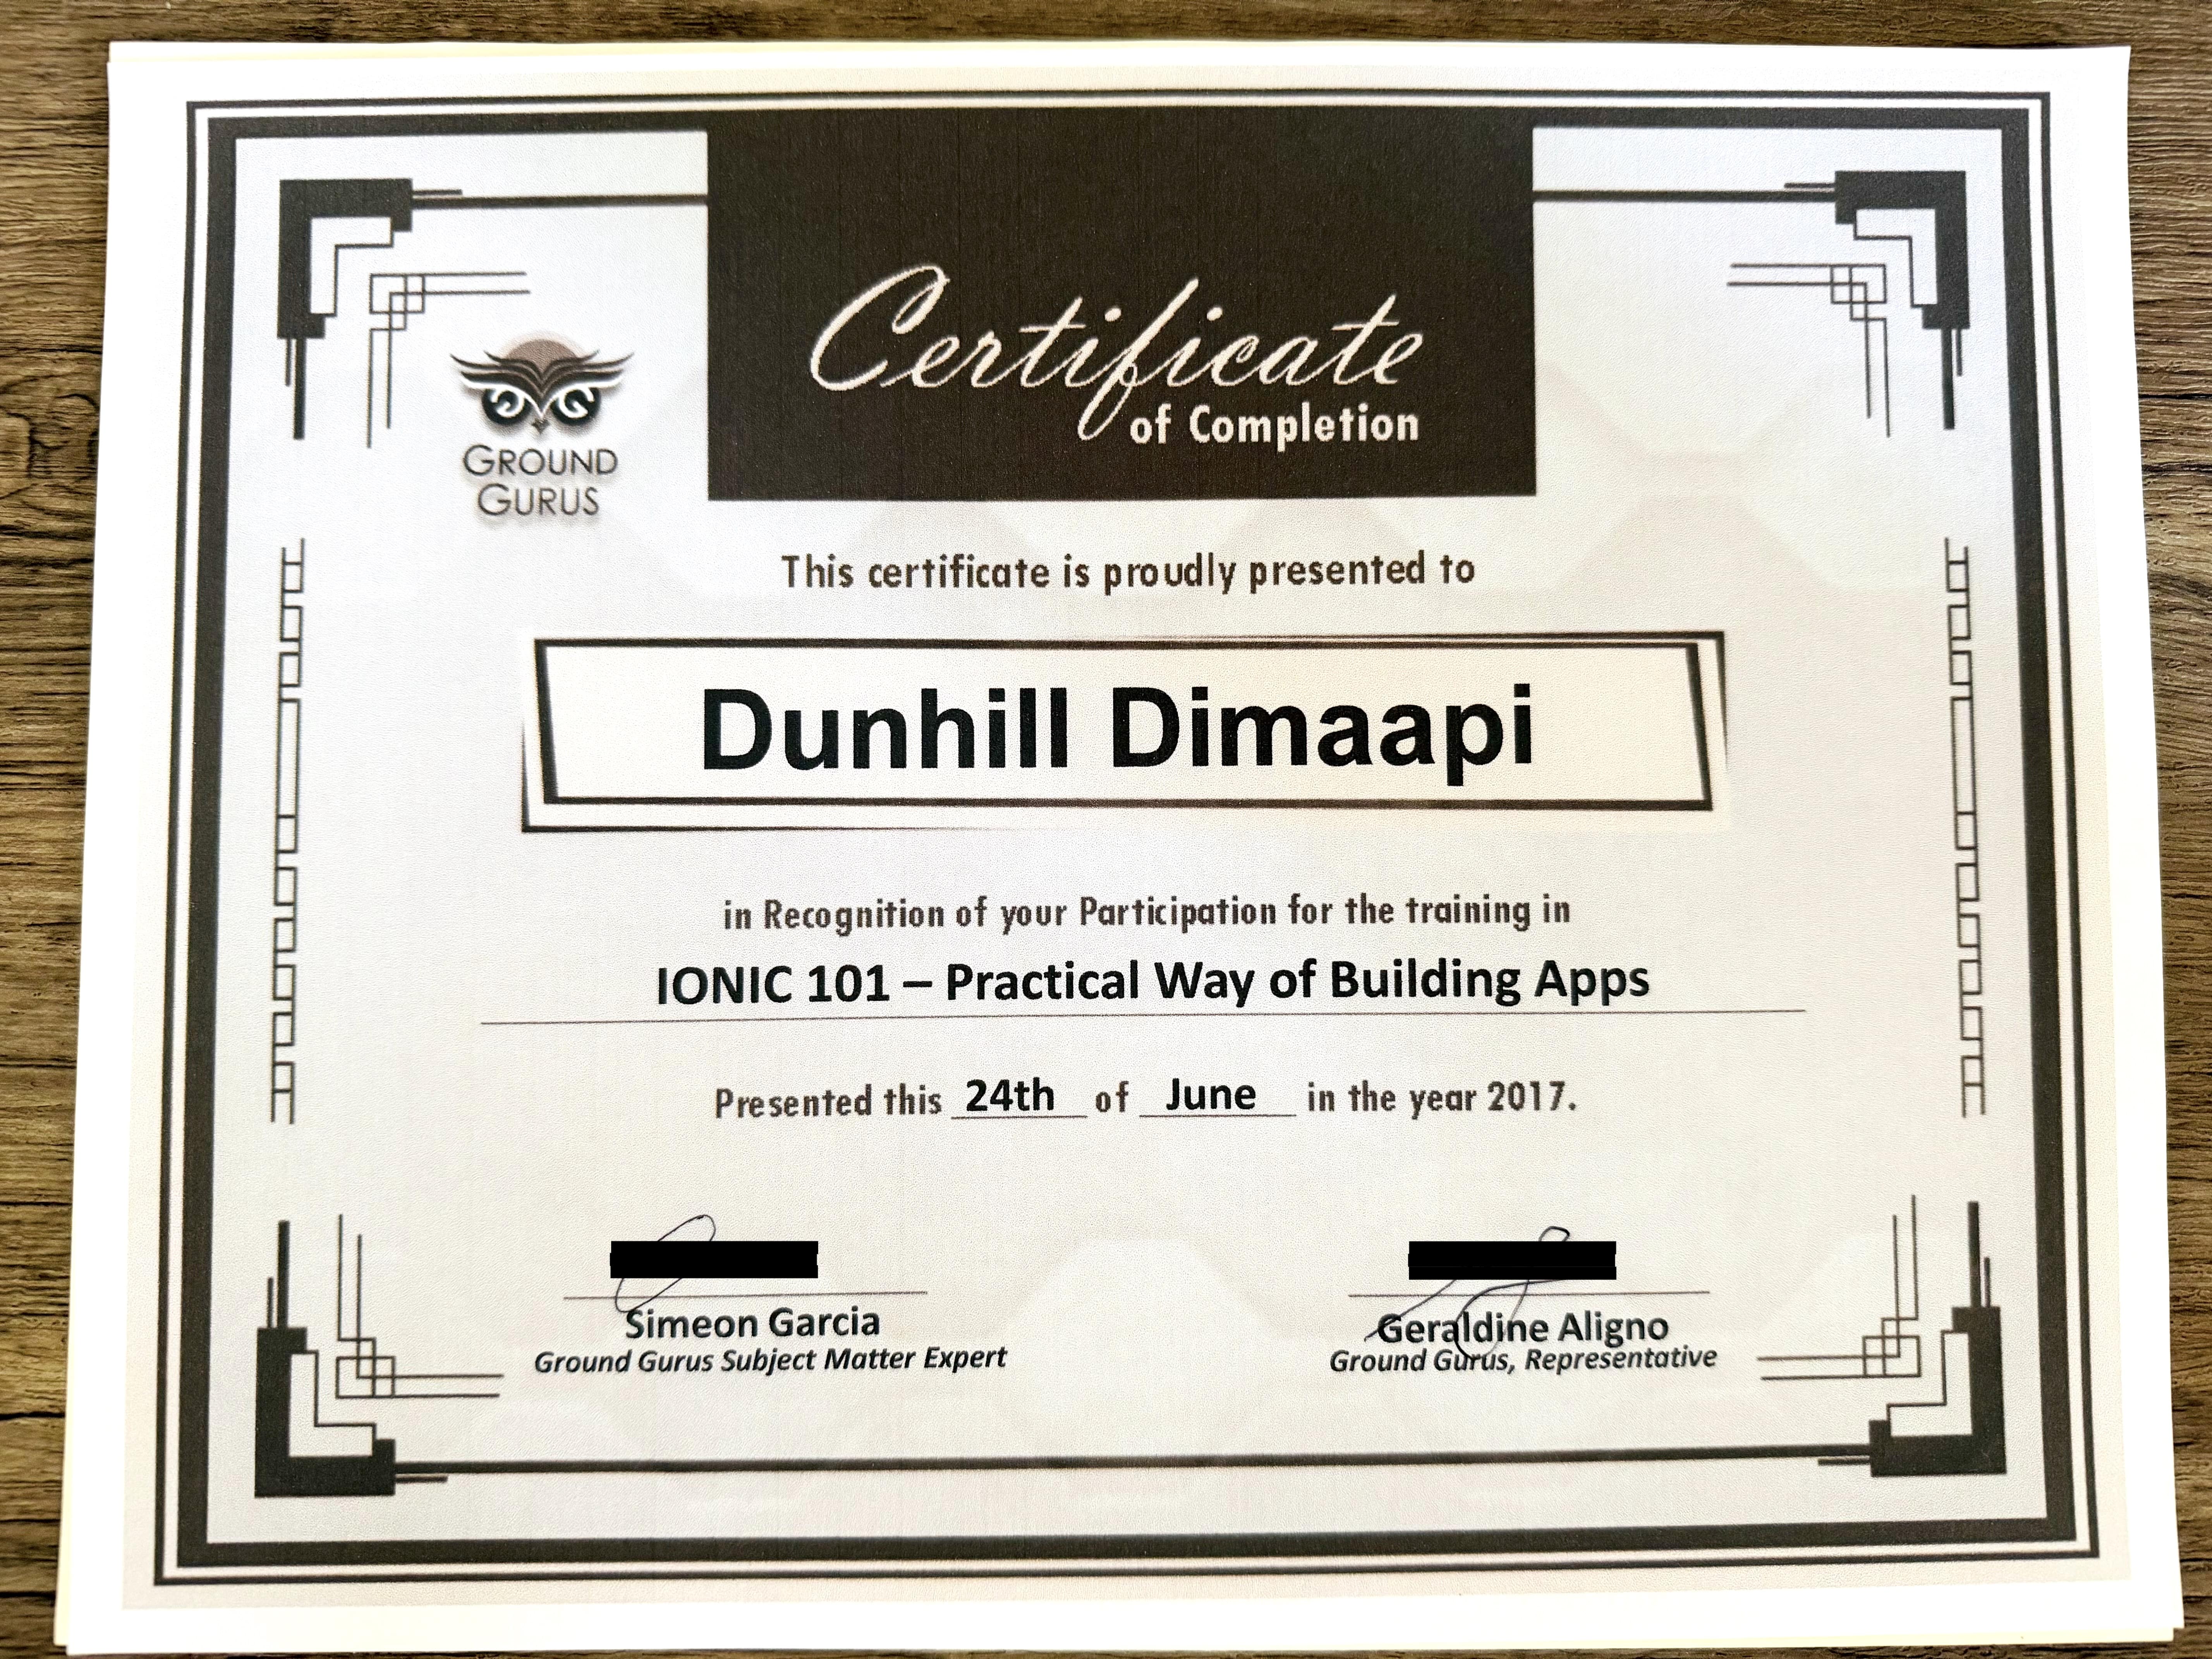 Certificate
of Completion
GROUND
GURUS
This certificate is proudly presented to
Dunhill Dimaapi
in Recognition of your Participation for the training in
IONIC 101 – Practical Way of Building Apps
Presented this 24th of June in the year 2017.
Simeon Garcia
Ground Gurus Subject Matter Expert
Geraldine Aligno
Ground Gurus, Representative